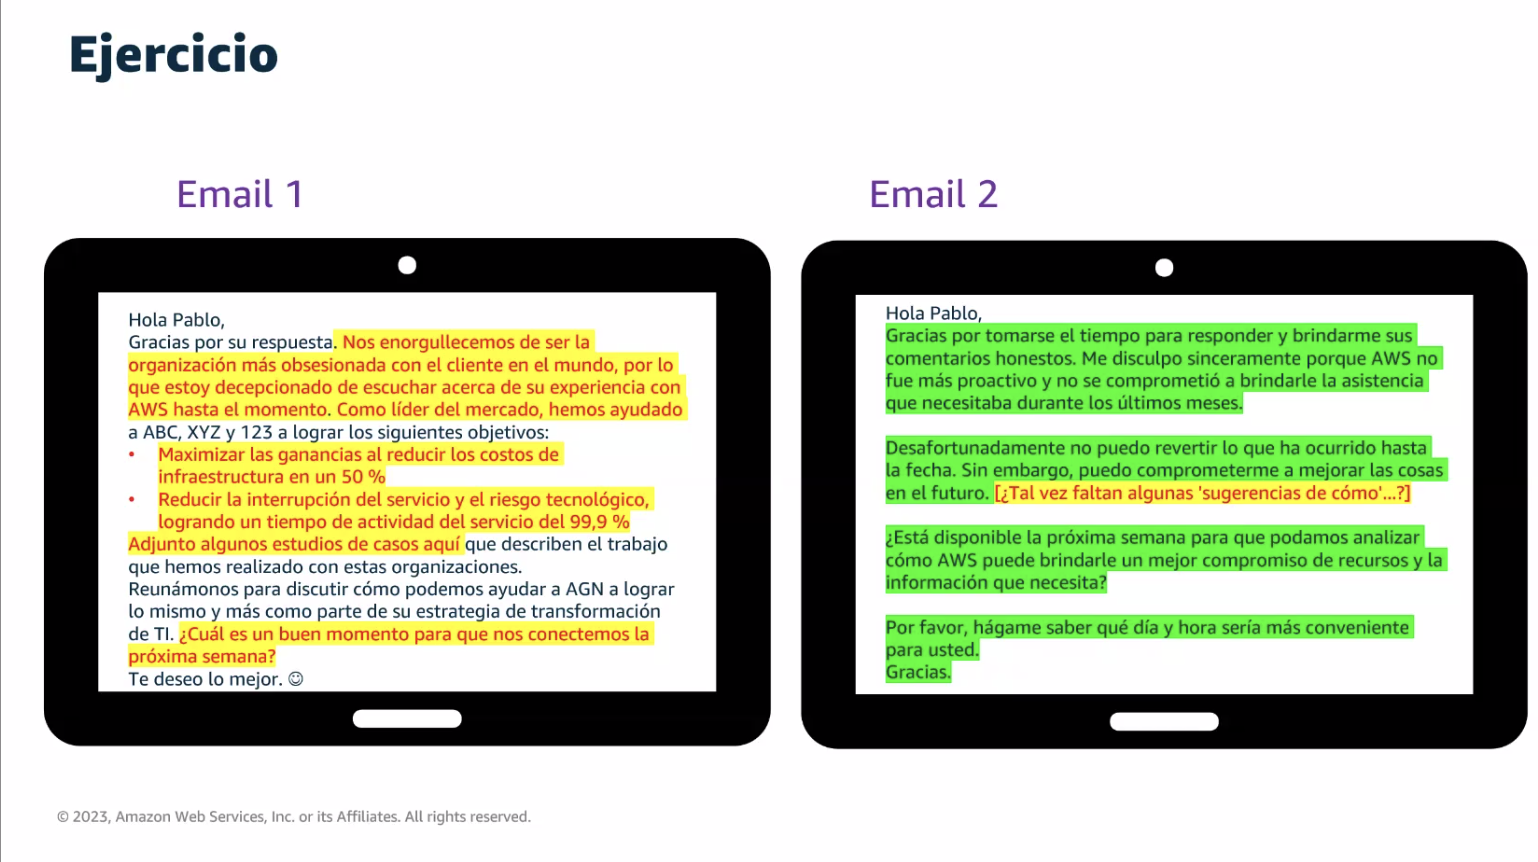 Ejercicio
Email 1
Hola Pablo,
Gracias por su respuesta. Nos enorgullecemos de ser la
organización más obsesionada con el cliente en el mundo, por lo
que estoy decepcionado de escuchar acerca de su experiencia con
AWS hasta el momento. Como líder del mercado, hemos ayudado
a ABC, XYZ y 123 a lograr los siguientes objetivos:
• Maximizar las ganancias al reducir los costos de
infraestructura en un 50 %
• Reducir la interrupción del servicio y el riesgo tecnológico,
logrando un tiempo de actividad del servicio del 99,9 %
Adjunto algunos estudios de casos aquí que describen el trabajo
que hemos realizado con estas organizaciones.
Reunámonos para discutir cómo podemos ayudar a AGN a lograr
lo mismo y más como parte de su estrategia de transformación
de TI. ¿Cuál es un buen momento para que nos conectemos la
próxima semana?
Te deseo lo mejor. ☺
Email 2
Hola Pablo,
Gracias por tomarse el tiempo para responder y brindarme sus
comentarios honestos. Me disculpo sinceramente porque AWS no
fue más proactivo y no se comprometió a brindarle la asistencia
que necesitaba durante los últimos meses.
Desafortunadamente no puedo revertir lo que ha ocurrido hasta
la fecha. Sin embargo, puedo comprometerme a mejorar las cosas
en el futuro. [¿Tal vez faltan algunas 'sugerencias de cómo'...?]
¿Está disponible la próxima semana para que podamos analizar
cómo AWS puede brindarle un mejor compromiso de recursos y la
información que necesita?
Por favor, hágame saber qué día y hora sería más conveniente
para usted.
Gracias.
© 2023, Amazon Web Services, Inc. or its Affiliates. All rights reserved.